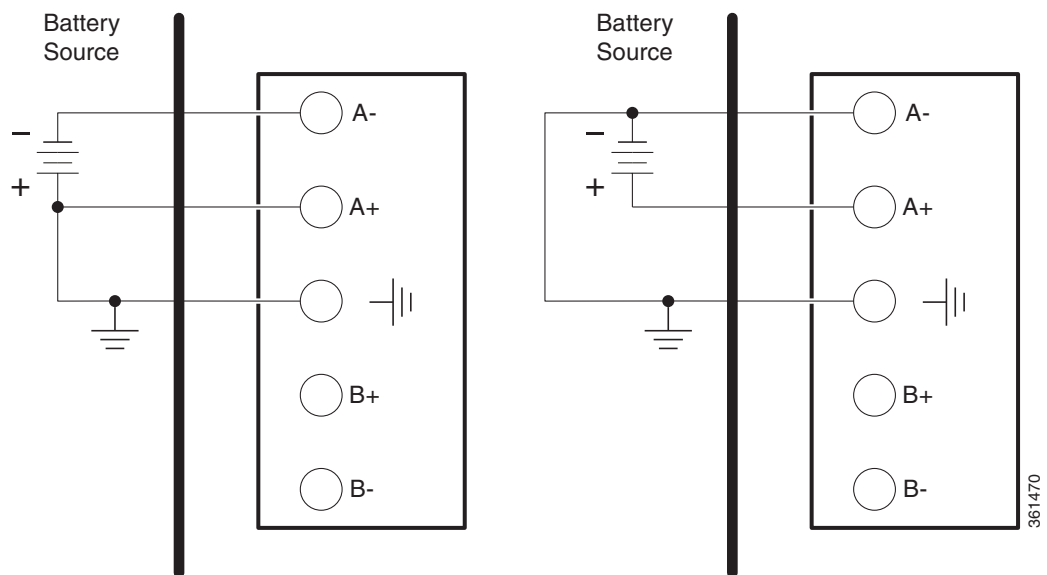 Battery
Source
−
+
A-
A+
B+
B-
Battery
Source
−
+
A-
A+
B+
B-
361470